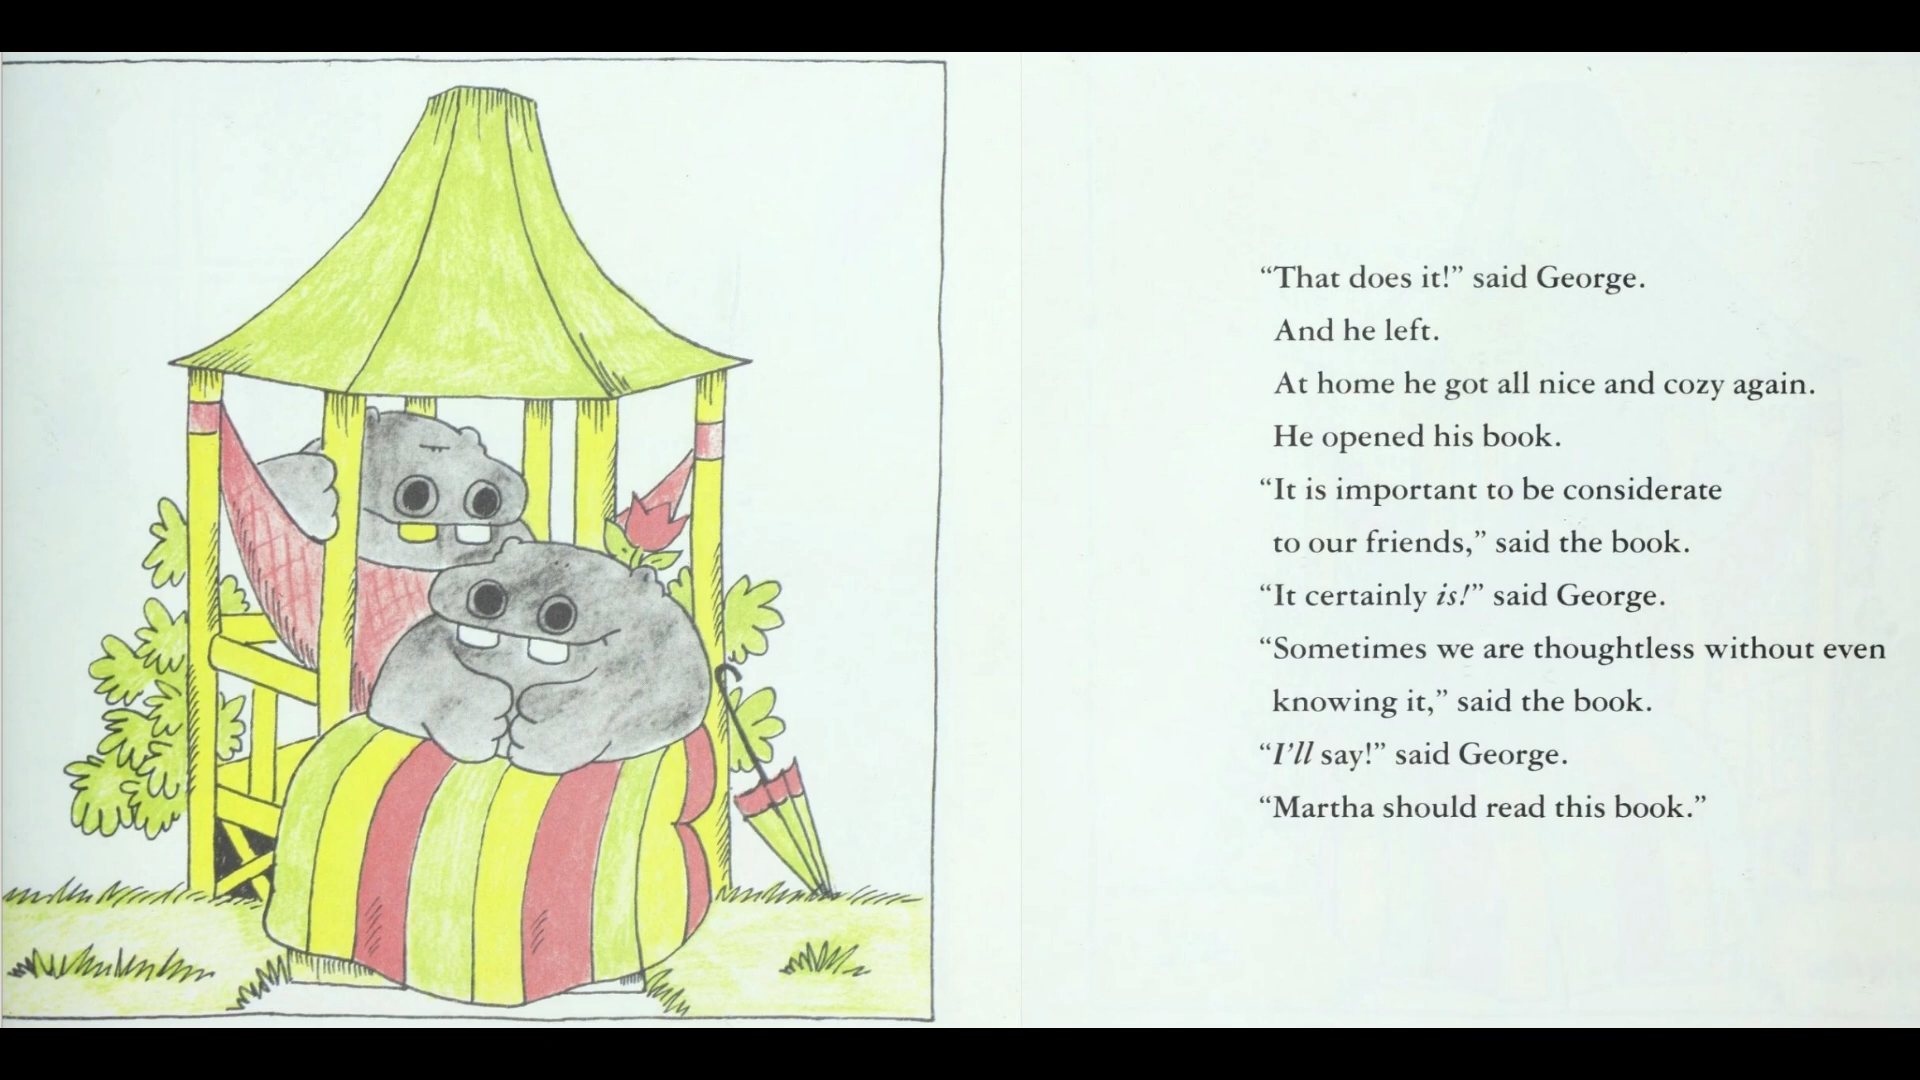 “That does it!” said George.
And he left.
At home he got all nice and cozy again.
He opened his book.
“It is important to be considerate
to our friends,” said the book.
“It certainly is!” said George.
“Sometimes we are thoughtless without even
knowing it,” said the book.
“I’ll say!” said George.
“Martha should read this book.”